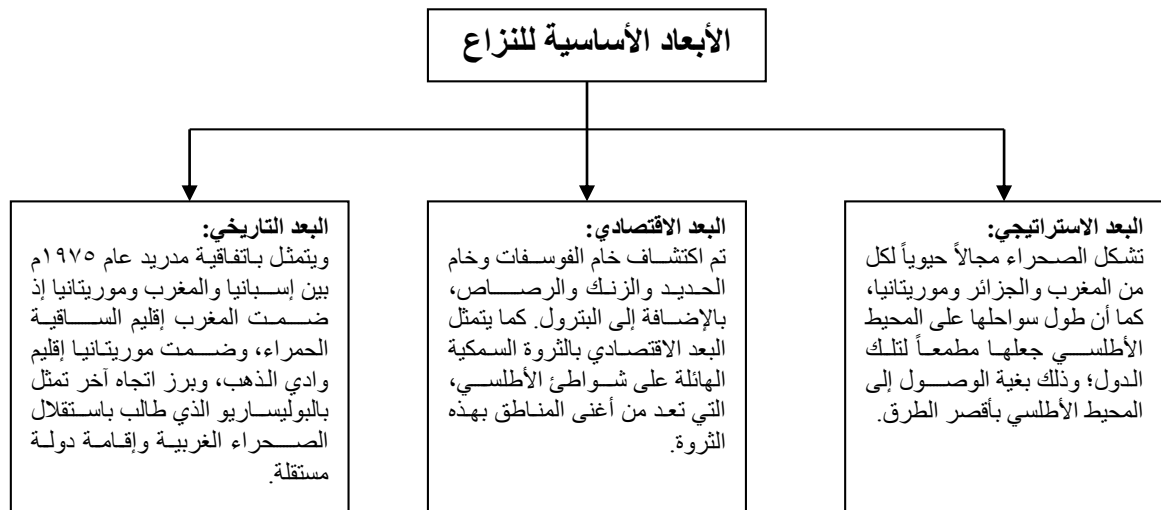 الأبعاد الأساسية للنزاع
البعد الاستراتيجي:
تشكل الصحراء مجالاً حيوياً لكل
من المغرب والجزائر وموريتانيا،
كما أن طول سواحلها على المحيط
الأطلسي جعلها مطمعاً لتلك
الدول؛ وذلك بغية الوصول إلى
المحيط الأطلسي بأقصر الطرق.
البعد الاقتصادي:
تم اكتشاف خام الفوسفات وخام
الحديد والزنك والرصاص،
بالإضافة إلى البترول. كما يتمثل
البعد الاقتصادي بالثروة السمكية
الهائلة على شواطئ الأطلسي،
التي تعد من أغنى المناطق بهذه
الثروة.
البعد التاريخي:
ويتمثل باتفاقية مدريد عام ١٩٧٥م
بين إسبانيا والمغرب وموريتانيا إذ
ضمت المغرب إقليم الساقية
الحمراء، وضمت موريتانيا إقليم
وادي الذهب، وبرز اتجاه آخر تمثل
بالبوليساريو الذي طالب باستقلال
الصحراء الغربية وإقامة دولة
مستقلة.